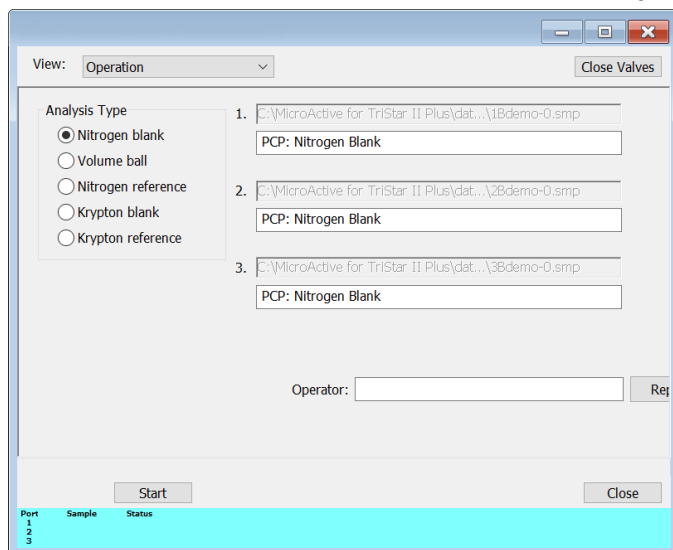 View: Operation Close Valves
Analysis Type
Nitrogen blank
Volume ball
Nitrogen reference
Krypton blank
Krypton reference
1. C:\MicroActive for TriStar II Plus\dat...\1Bdemo-0.smp
PCP: Nitrogen Blank
2. C:\MicroActive for TriStar II Plus\dat...\2Bdemo-0.smp
PCP: Nitrogen Blank
3. C:\MicroActive for TriStar II Plus\dat...\3Bdemo-0.smp
PCP: Nitrogen Blank
Operator:
Start Close
Port Sample Status
1
2
3